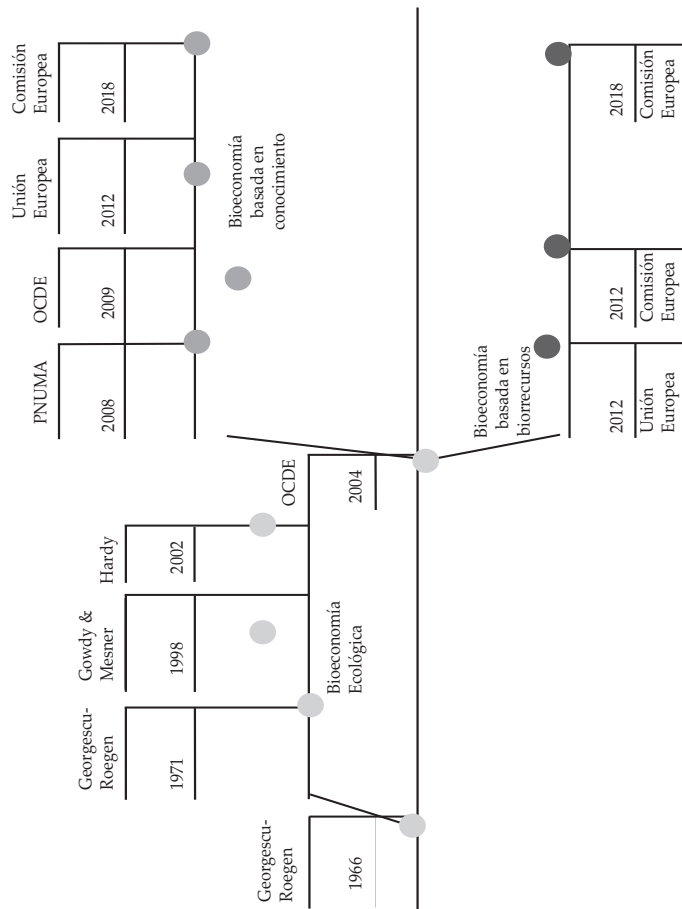 Georgescu-
Roegen
1966
Georgescu-
Roegen
1971
Gowdy &
Mesner
1998
Hardy
2002
Bioeconomía
Ecológica
OCDE
2004
PNUMA
2008
OCDE
2009
Unión
Europea
2012
Comisión
Europea
2018
Bioeconomía
basada en
conocimiento
Bioeconomía
basada en
biorrecursos
2012
Unión
Europea
2012
Comisión
Europea
2018
Comisión
Europea